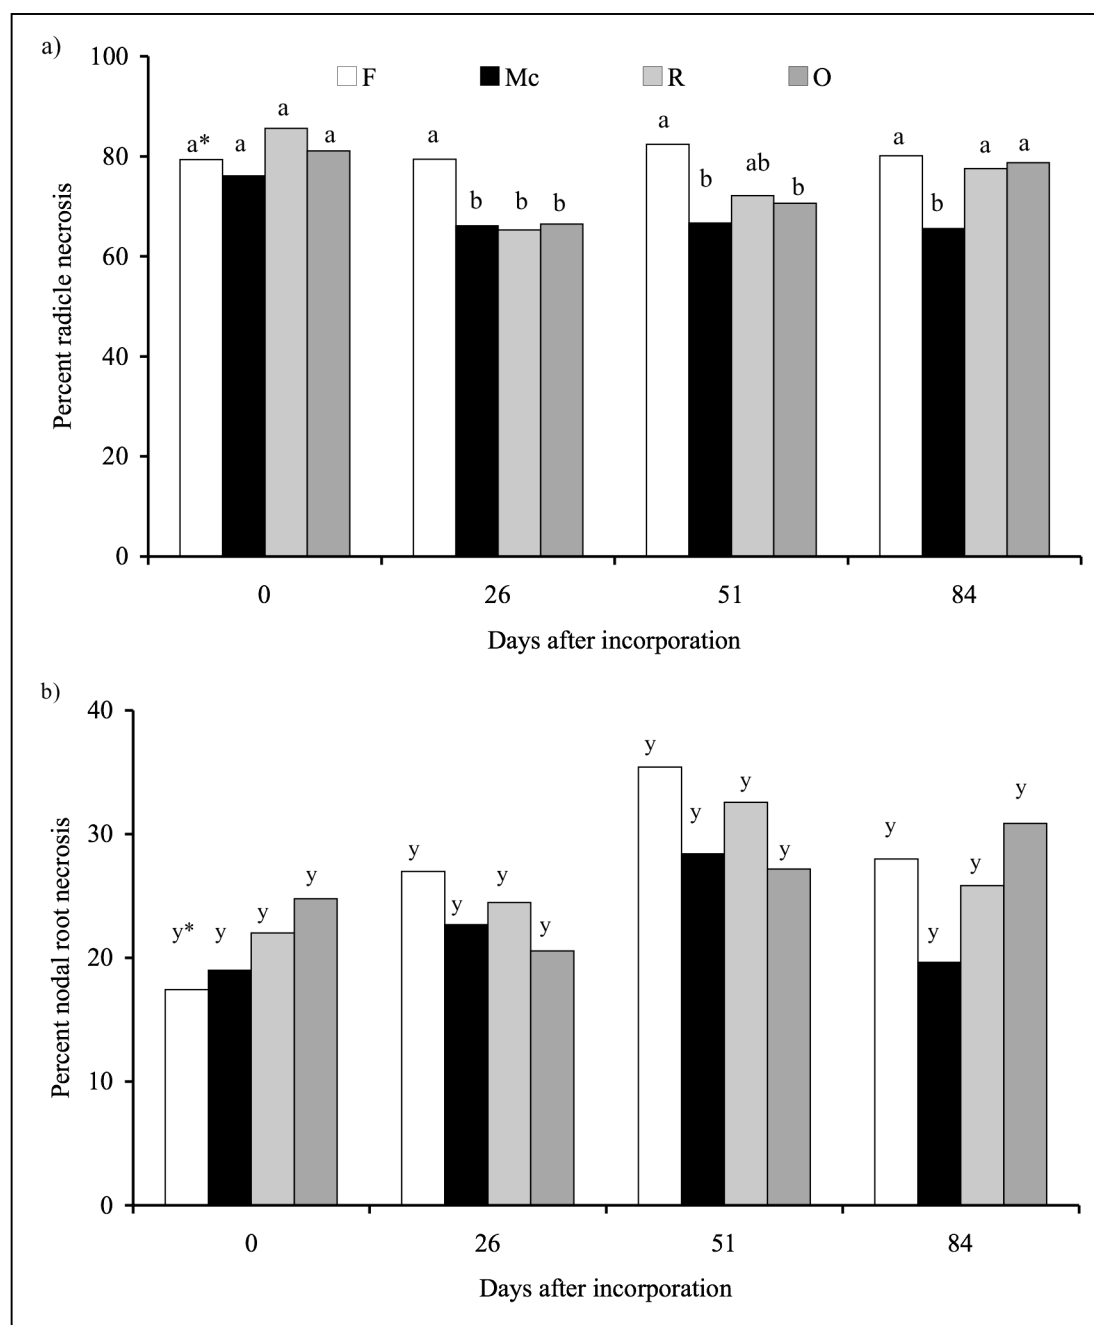 a)
100
80
60
40
20
0
Percent radicle necrosis
F Mc R O
a* a a a
a b b b
a b ab b
a b a a
0 26 51 84
Days after incorporation
b)
40
30
20
10
0
Percent nodal root necrosis
y* y y y
y y y y
y y y y
y y y y
0 26 51 84
Days after incorporation